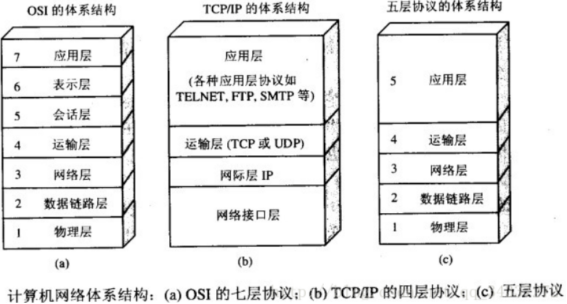 OSI 的体系结构
7 应用层
6 表示层
5 会话层
4 运输层
3 网络层
2 数据链路层
1 物理层
(a)
TCP/IP 的体系结构
应用层
(各种应用层协议如
TELNET, FTP, SMTP 等)
运输层 (TCP 或 UDP)
网际层 IP
网络接口层
(b)
五层协议的体系结构
5 应用层
4 运输层
3 网络层
2 数据链路层
1 物理层
(c)
计算机网络体系结构：(a) OSI 的七层协议；(b) TCP/IP 的四层协议；(c) 五层协议